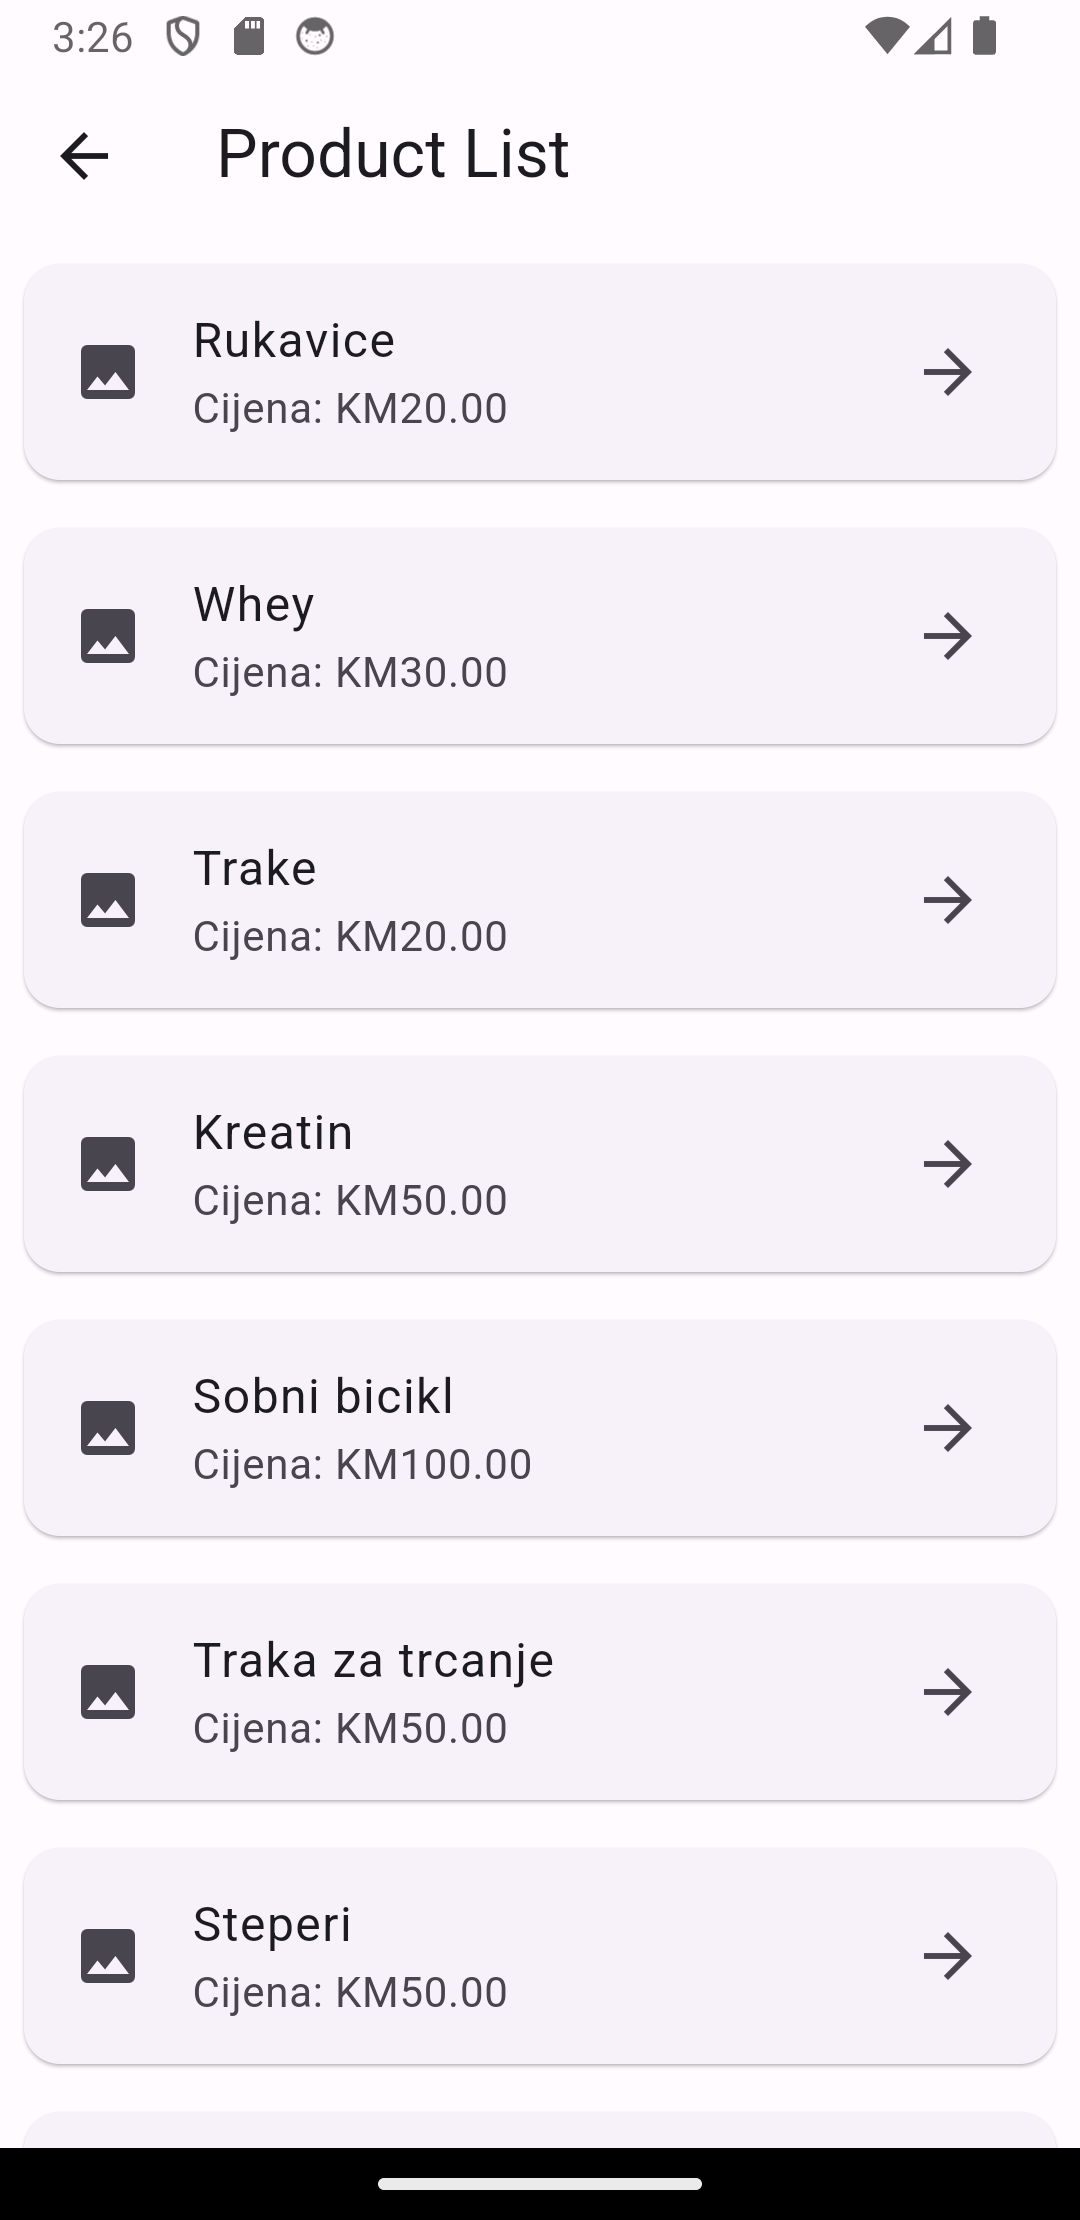 3:26
Product List
Rukavice
Cijena: KM20.00
Whey
Cijena: KM30.00
Trake
Cijena: KM20.00
Kreatin
Cijena: KM50.00
Sobni bicikl
Cijena: KM100.00
Traka za trcanje
Cijena: KM50.00
Steperi
Cijena: KM50.00